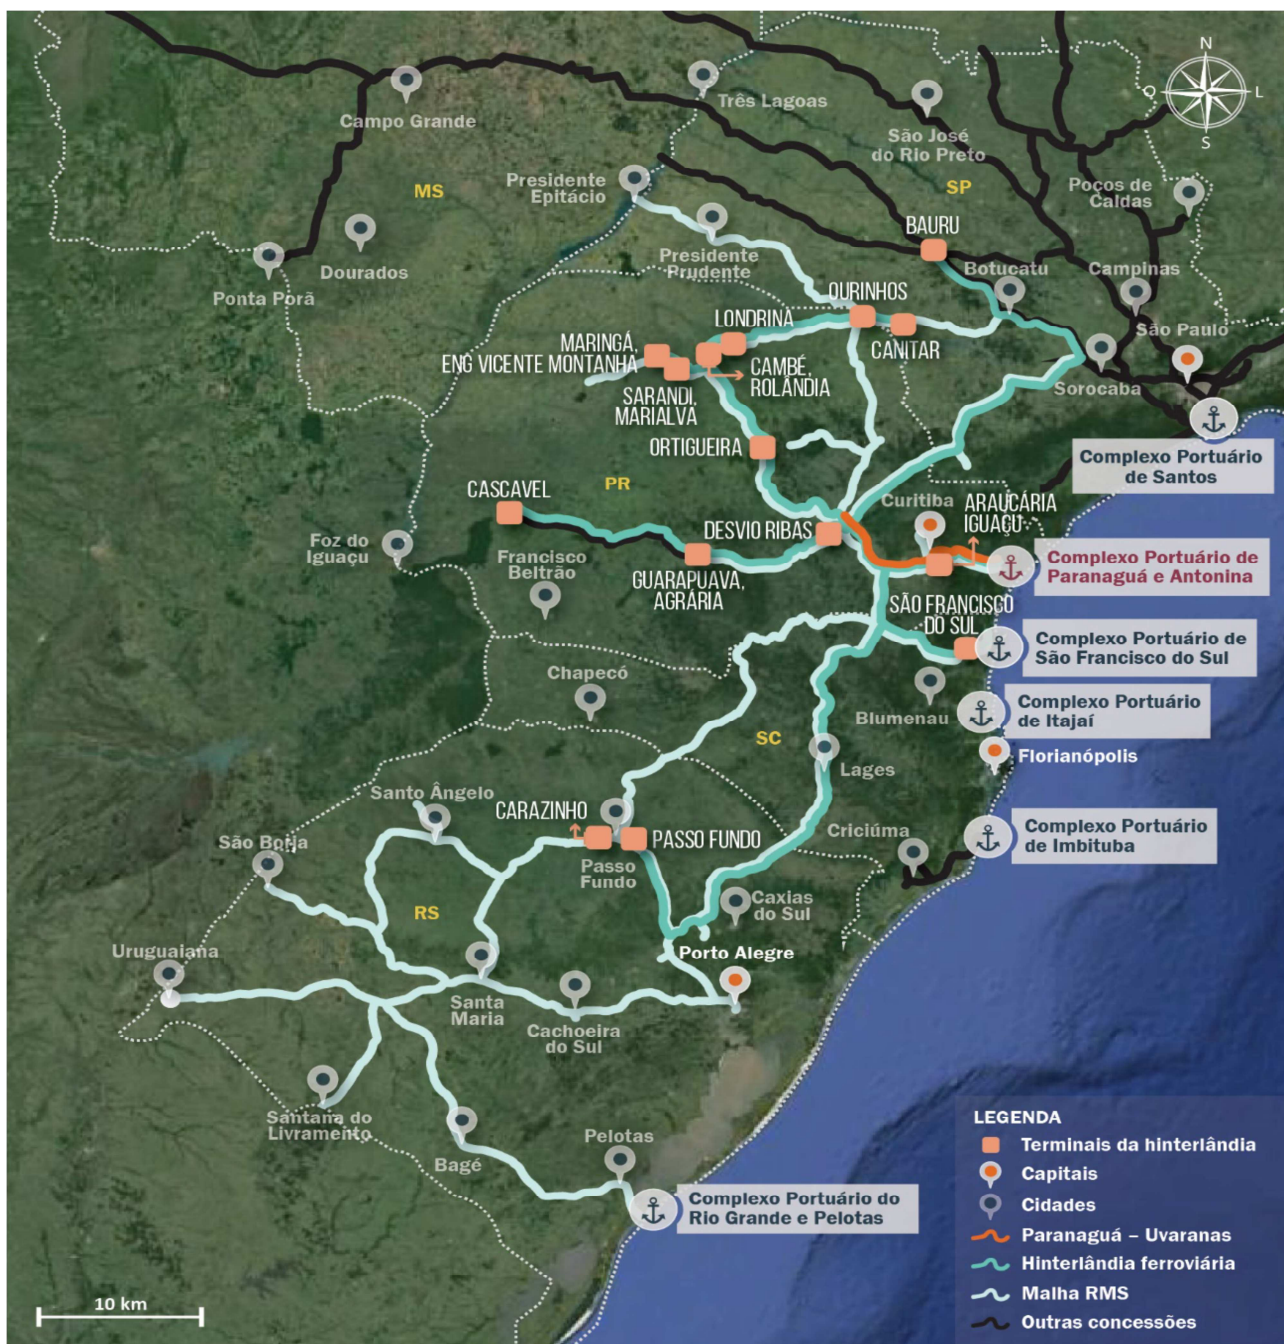 N
O
L
S
Campo Grande
Três Lagoas
São José
do Rio Preto
MS
Presidente
Epitácio
SP
Poços de
Caldas
BAURU
Dourados
Presidente
Prudente
Botucatu
Campinas
Ponta Porã
OURINHOS
LONDRINA
São Paulo
MARINGÁ,
ENG VICENTE MONTANHA
CANITAR
CAMBÉ,
ROLÂNDIA
Sorocaba
SARANDI,
MARIALVA
ORTIGUEIRA
Complexo Portuário
de Santos
PR
CASCAVEL
Curitiba
ARAUCÁRIA
IGUAÇU
DESVIO RIBAS
Foz do
Iguaçu
Francisco
Beltrão
Complexo Portuário de
Paranaguá e Antonina
GUARAPUAVA,
AGRÁRIA
SÃO FRANCISCO
DO SUL
Complexo Portuário de
São Francisco do Sul
Chapecó
Blumenau
Complexo Portuário
de Itajaí
SC
Lages
Florianópolis
Santo Ângelo
CARAZINHO
São Borja
PASSO FUNDO
Criciúma
Complexo Portuário
de Imbituba
Passo
Fundo
RS
Caxias
do Sul
Uruguaiana
Porto Alegre
Santa
Maria
Cachoeira
do Sul
Santana do
Livramento
Bagé
Pelotas
Complexo Portuário do
Rio Grande e Pelotas
LEGENDA
Terminais da hinterlândia
Capitais
Cidades
Paranaguá – Uvaranas
Hinterlândia ferroviária
Malha RMS
Outras concessões
10 km